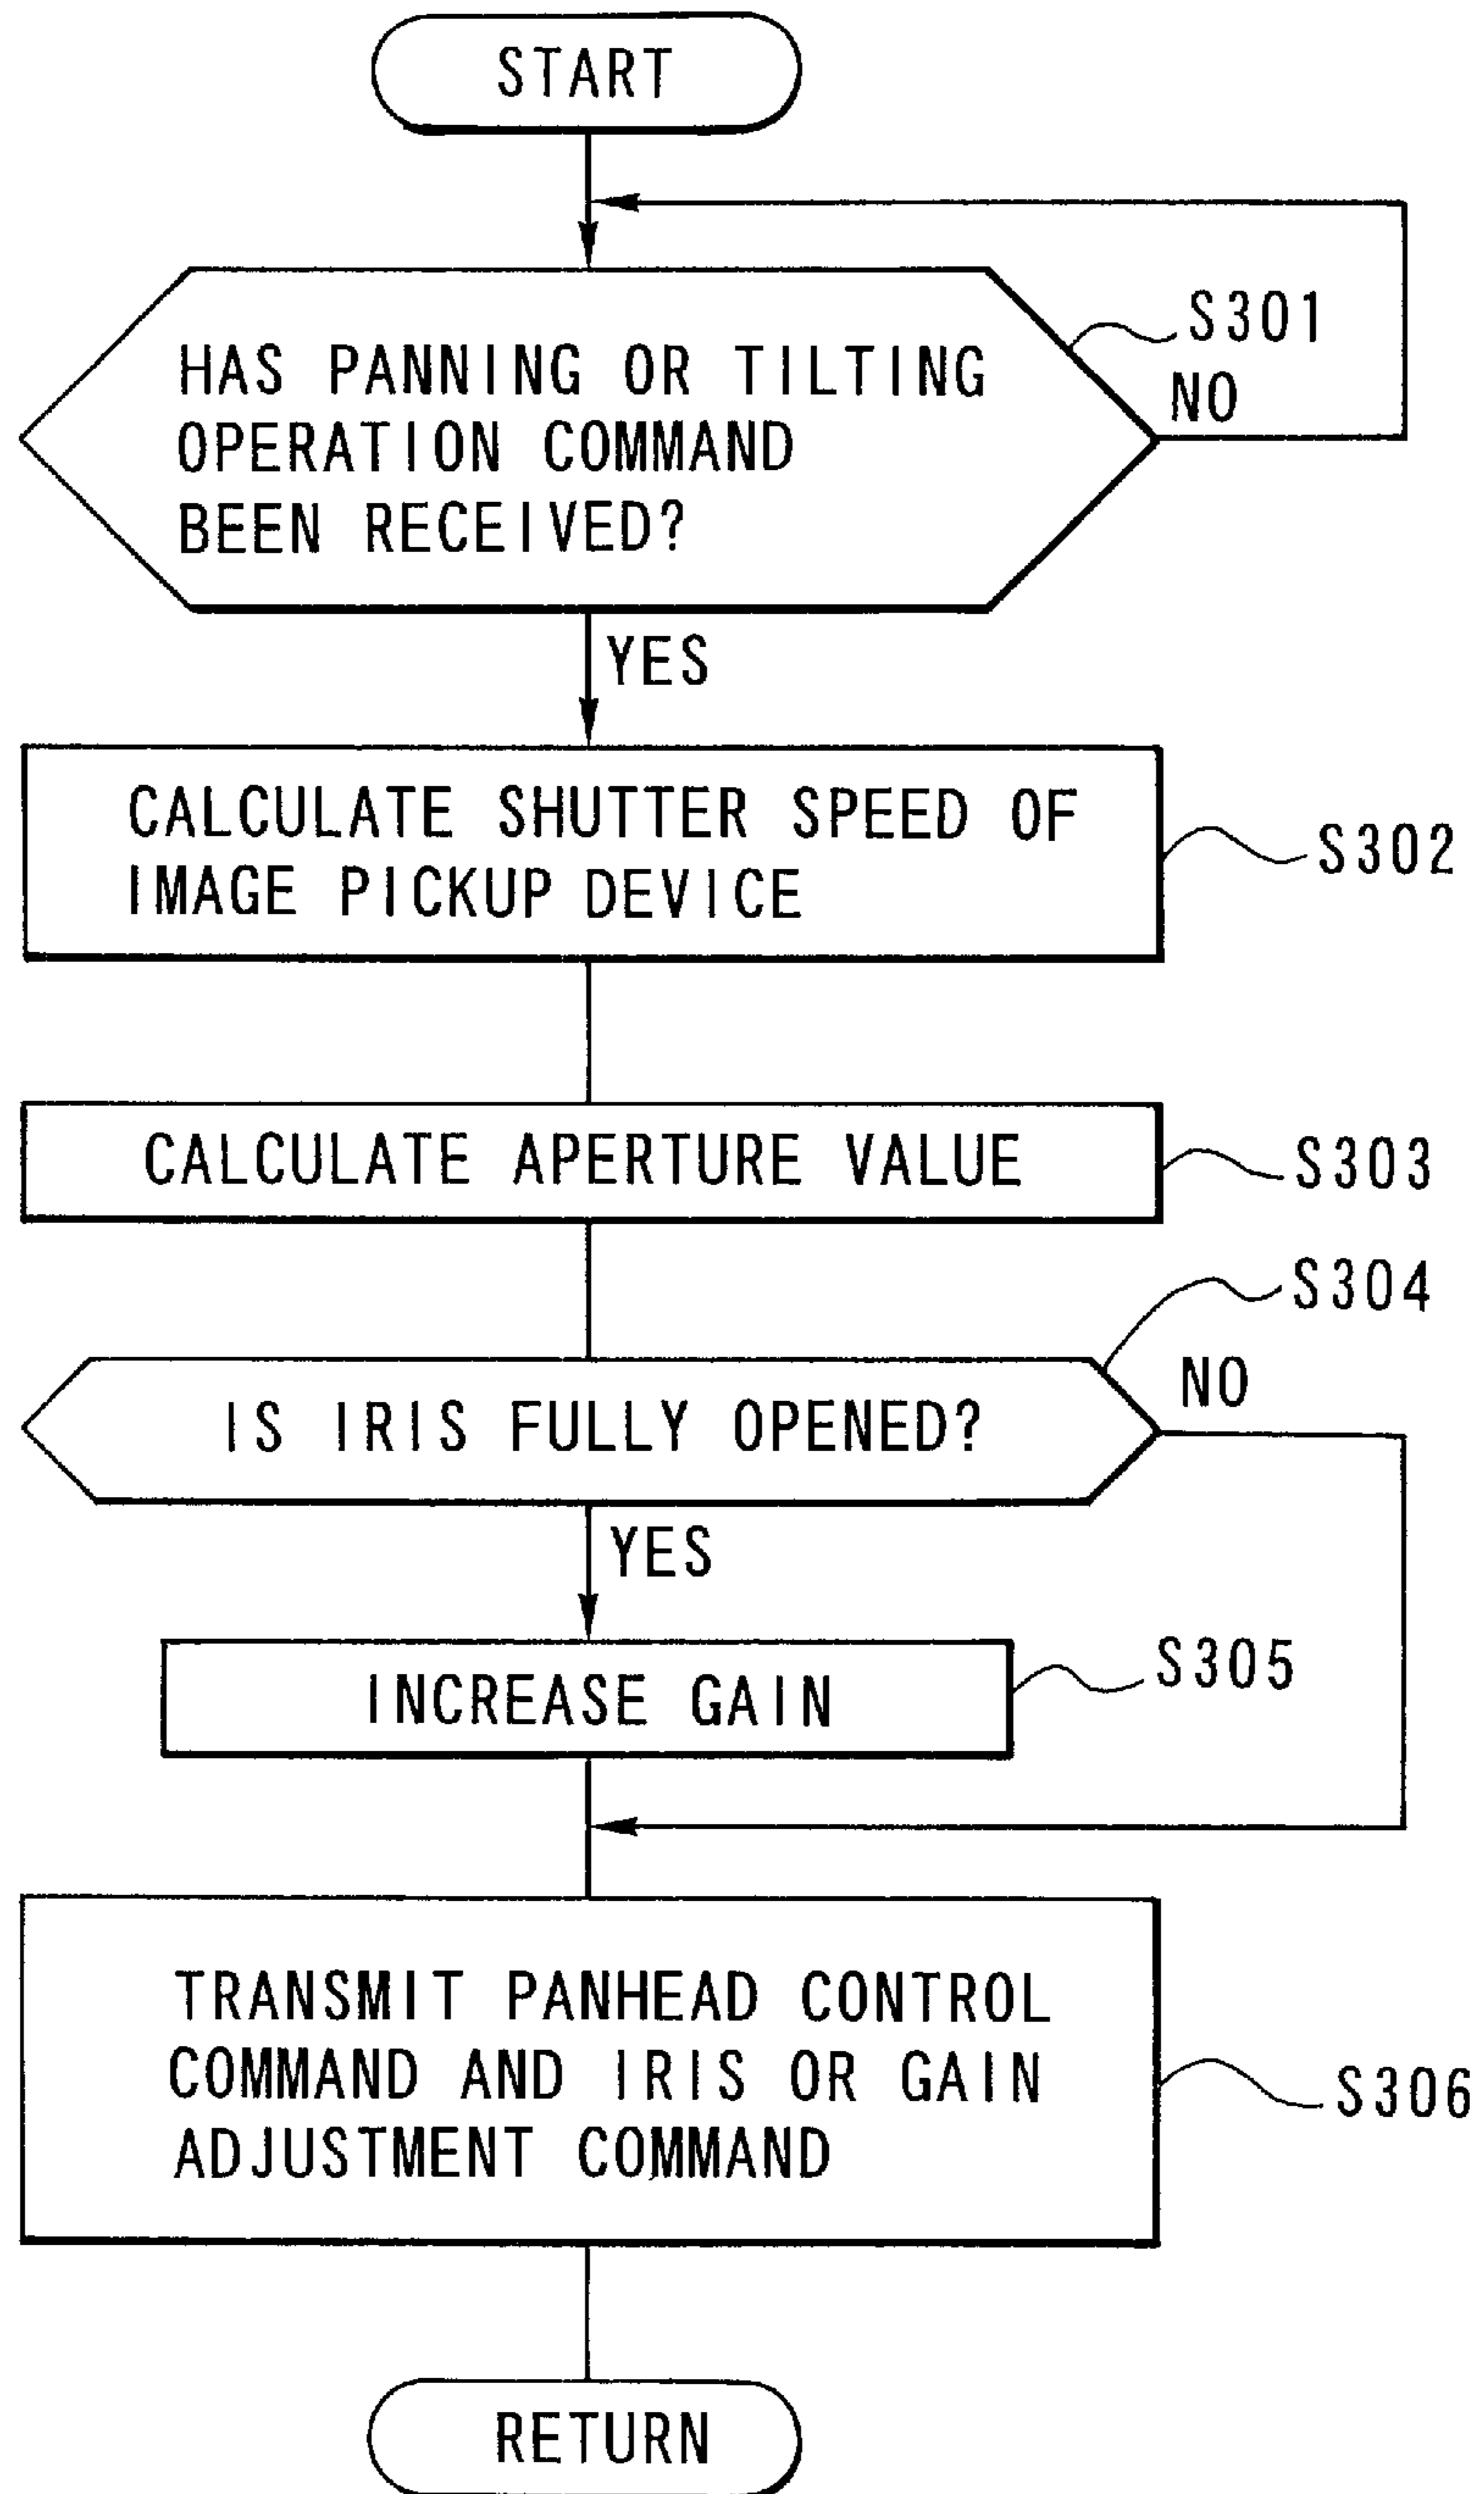 START
S301
NO
HAS PANNING OR TILTING
OPERATION COMMAND
BEEN RECEIVED?
YES
CALCULATE SHUTTER SPEED OF
IMAGE PICKUP DEVICE
S302
CALCULATE APERTURE VALUE
S303
S304
NO
IS IRIS FULLY OPENED?
YES
INCREASE GAIN
S305
TRANSMIT PANHEAD CONTROL
COMMAND AND IRIS OR GAIN
ADJUSTMENT COMMAND
S306
RETURN